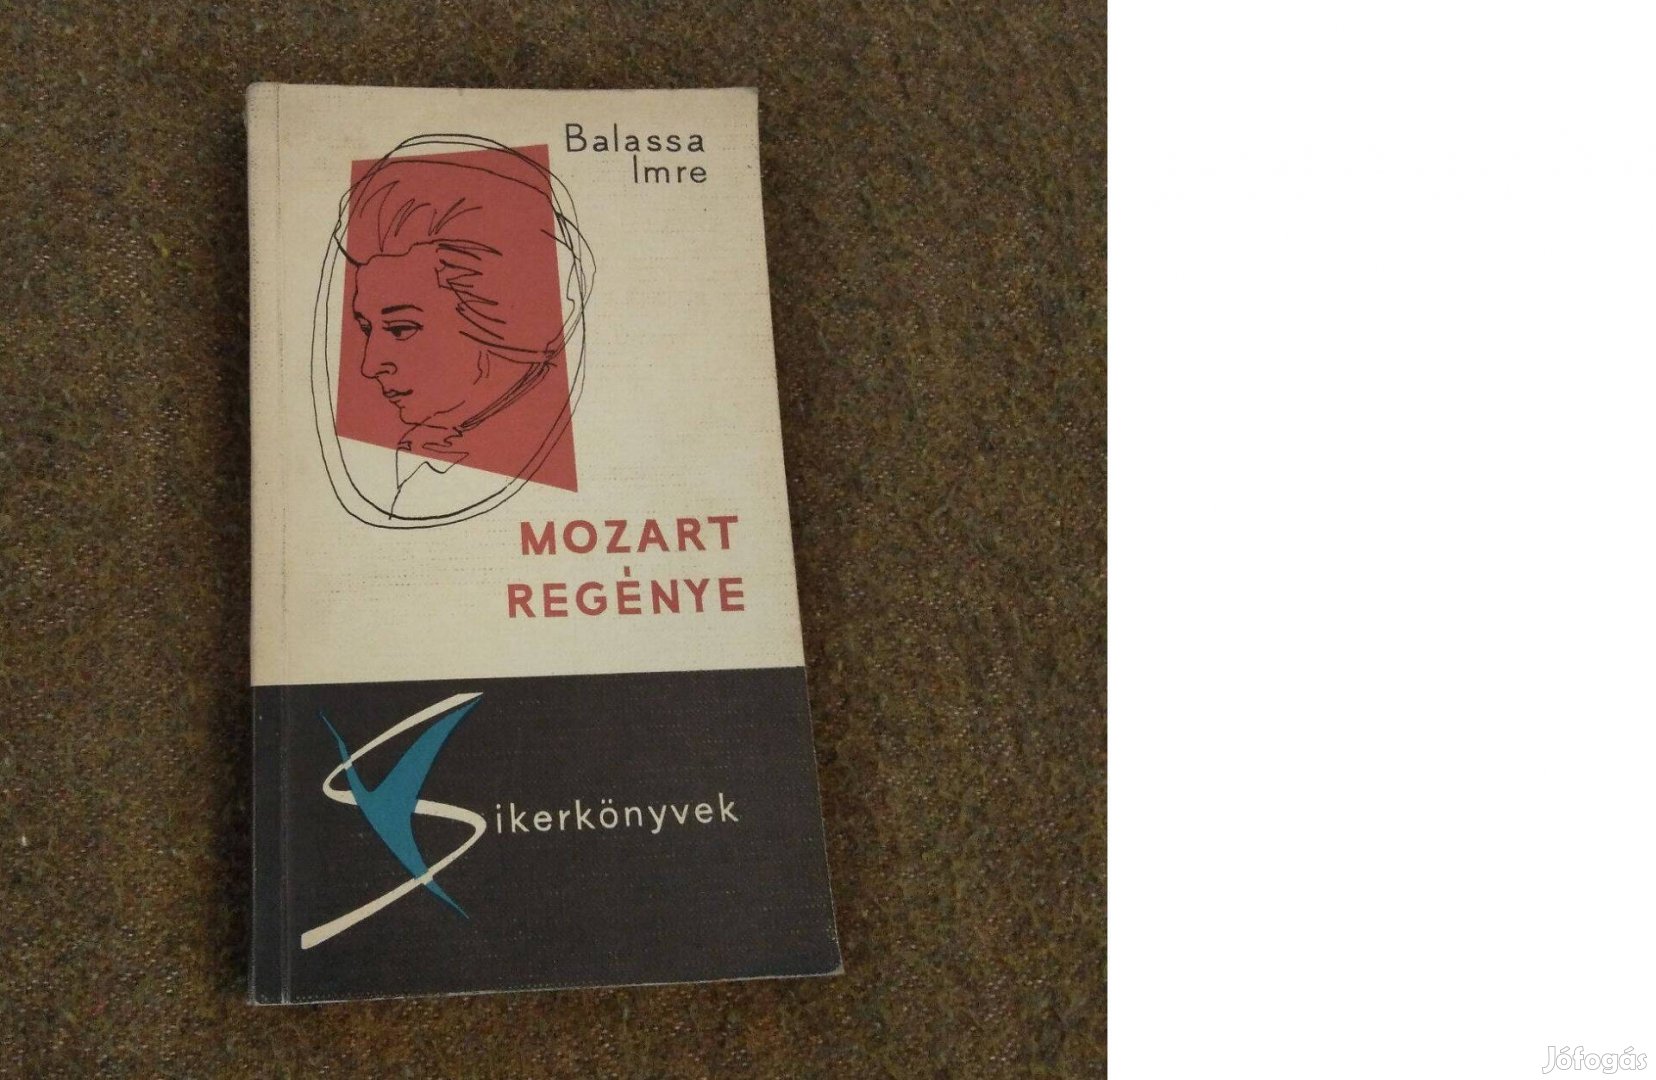 Balassa
Imre
MOZART
REGÉNYE
Sikerkönyvek
Jófogás